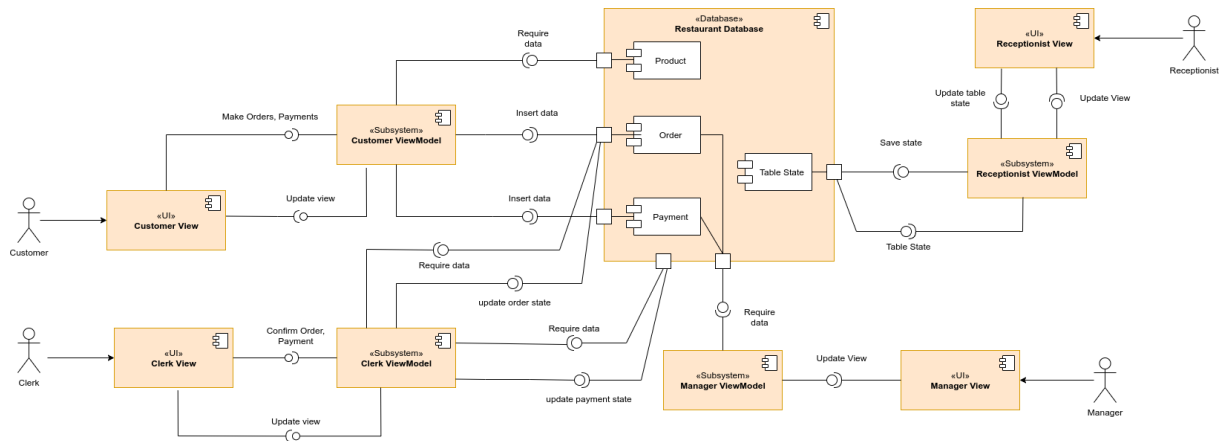 «Database»
Restaurant Database
«UI»
Receptionist View
Receptionist
Require
data
Product
Update table
state
Update View
Make Orders, Payments
«Subsystem»
Customer ViewModel
Insert data
Order
Save state
«Subsystem»
Receptionist ViewModel
Table State
«UI»
Customer View
Customer
Update view
Insert data
Payment
Table State
Require data
update order state
Require
data
Confirm Order,
Payment
Require data
«UI»
Clerk View
Clerk
«Subsystem»
Clerk ViewModel
update payment state
Update view
«Subsystem»
Manager ViewModel
Update View
«UI»
Manager View
Manager